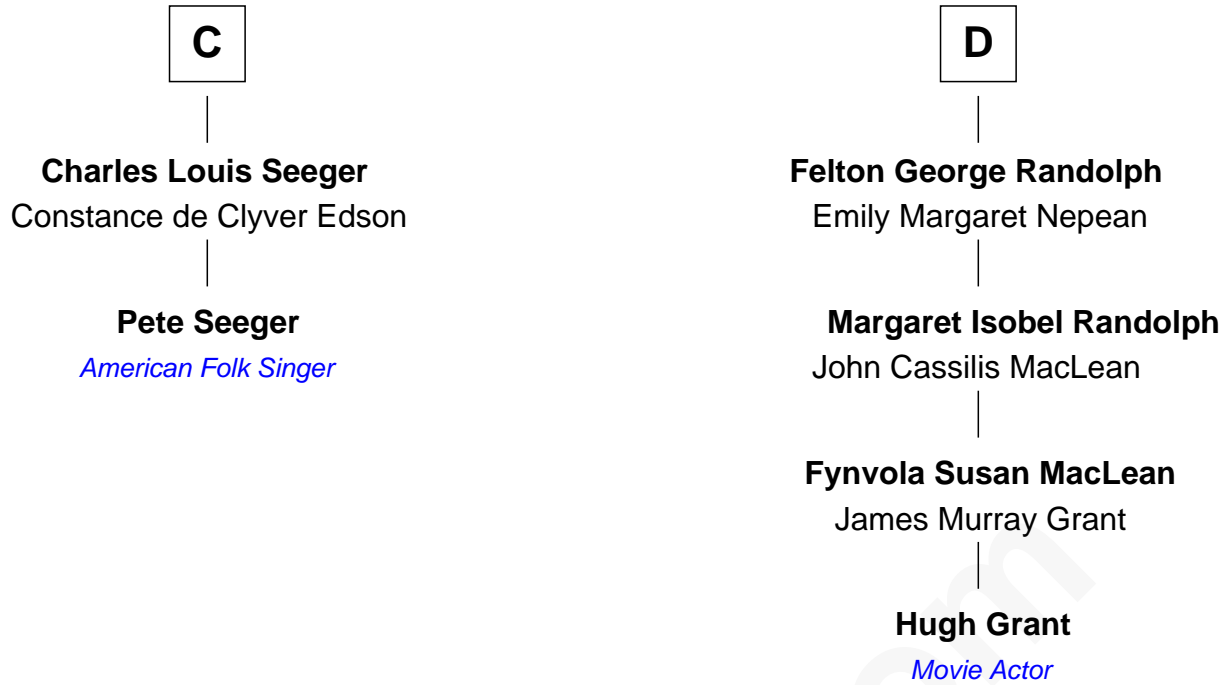 C
Charles Louis Seeger
Constance de Clyver Edson
Pete Seeger
American Folk Singer
D
Felton George Randolph
Emily Margaret Nepean
Margaret Isobel Randolph
John Cassilis MacLean
Fynvola Susan MacLean
James Murray Grant
Hugh Grant
Movie Actor